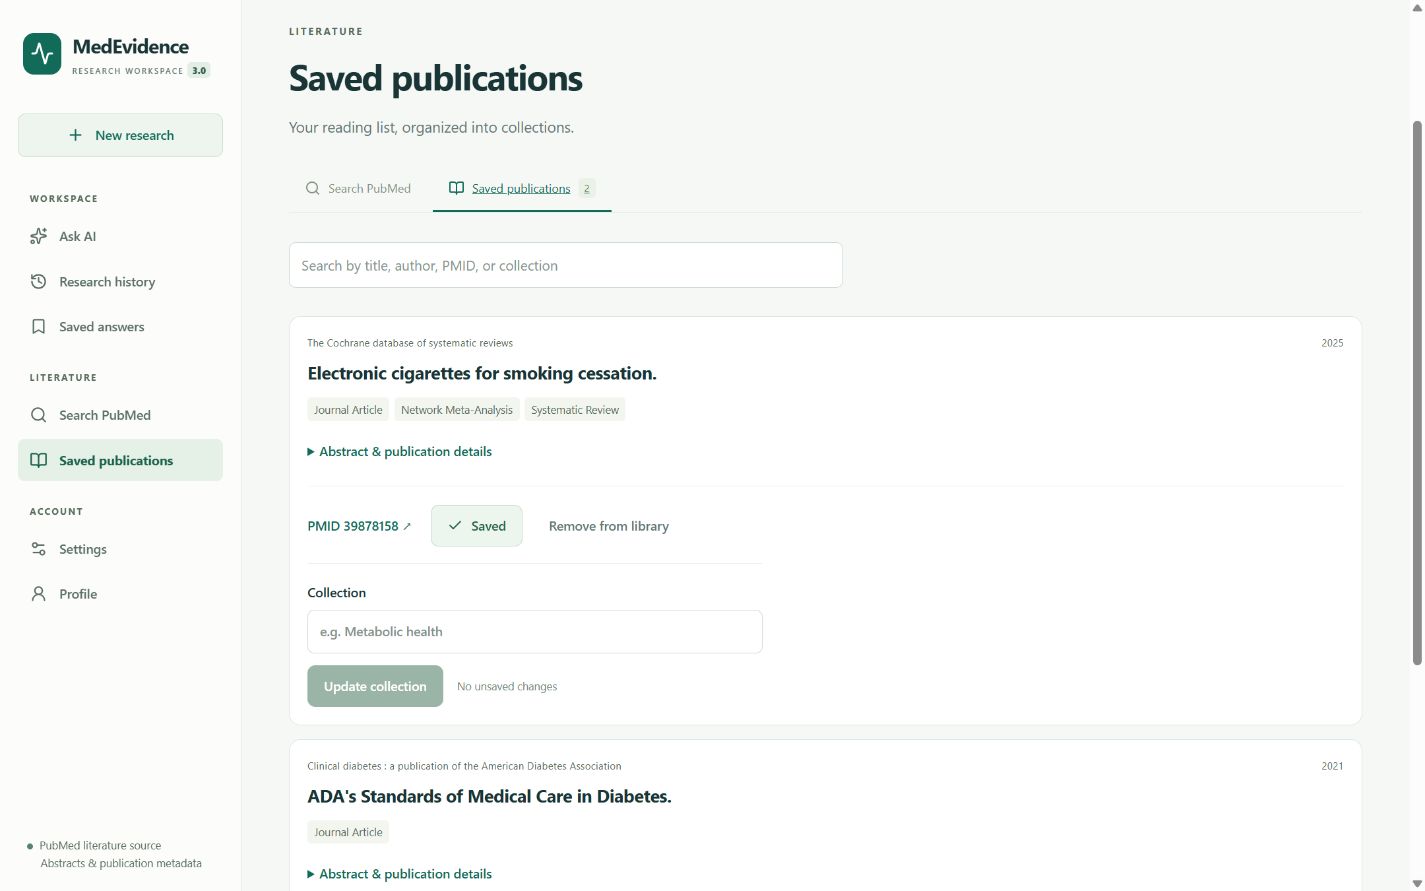 MedEvidence
RESEARCH WORKSPACE 3.0
New research
WORKSPACE
Ask AI
Research history
Saved answers
LITERATURE
Search PubMed
Saved publications
ACCOUNT
Settings
Profile
PubMed literature source
Abstracts & publication metadata
LITERATURE
Saved publications
Your reading list, organized into collections.
Search PubMed
Saved publications 2
Search by title, author, PMID, or collection
The Cochrane database of systematic reviews 2025
Electronic cigarettes for smoking cessation.
Journal Article Network Meta-Analysis Systematic Review
Abstract & publication details
PMID 39878158 ↗ Saved Remove from library
Collection
e.g. Metabolic health
Update collection No unsaved changes
Clinical diabetes : a publication of the American Diabetes Association 2021
ADA's Standards of Medical Care in Diabetes.
Journal Article
Abstract & publication details